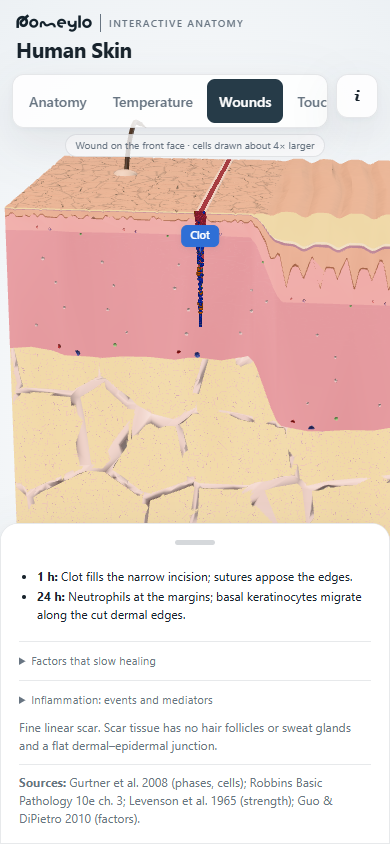 Domeylo | INTERACTIVE ANATOMY
Human Skin
Anatomy Temperature Wounds Touc i
Wound on the front face · cells drawn about 4× larger
Clot
• 1 h: Clot fills the narrow incision; sutures appose the edges.
• 24 h: Neutrophils at the margins; basal keratinocytes migrate
along the cut dermal edges.
▶ Factors that slow healing
▶ Inflammation: events and mediators
Fine linear scar. Scar tissue has no hair follicles or sweat glands
and a flat dermal–epidermal junction.
Sources: Gurtner et al. 2008 (phases, cells); Robbins Basic
Pathology 10e ch. 3; Levenson et al. 1965 (strength); Guo &
DiPietro 2010 (factors).